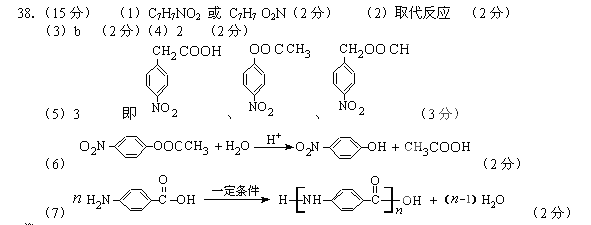 38.（15分） （1）C₇H₇NO₂ 或 C₇H₇ O₂N（2分） （2）取代反应 （2分）
（3）b （2分）（4）2 （2分）
CH₂COOH OOCCH₃ CH₂OOCH
NO₂ NO₂ NO₂
（5）3 即 、 、 （3分）
（6） O₂N- -OOCCH₃ + H₂O H⁺ O₂N- -OH + CH₃COOH （2分）
（7） n H₂N- O C-OH 一定条件 H-[NH- O C]n OH + (n-1) H₂O （2分）